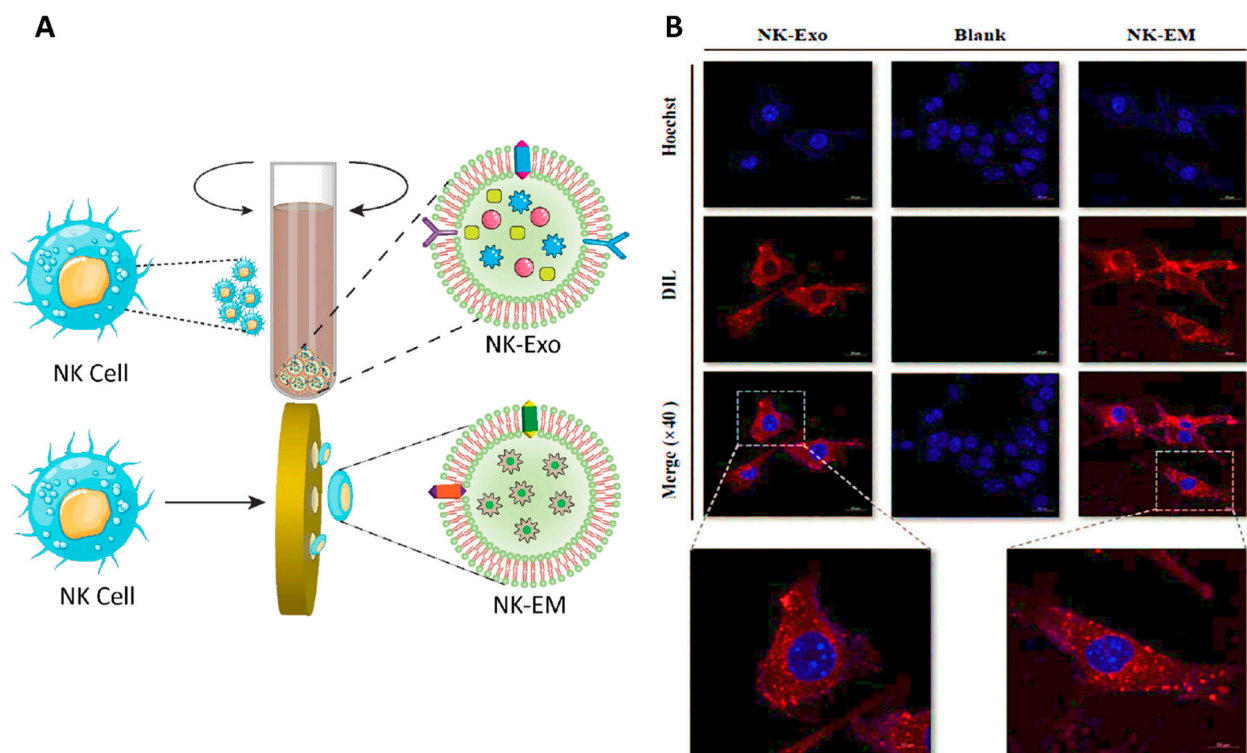 A
NK Cell
NK-Exo
NK Cell
NK-EM
B
NK-Exo Blank NK-EM
Hoechst
DIL
Merge (×40)